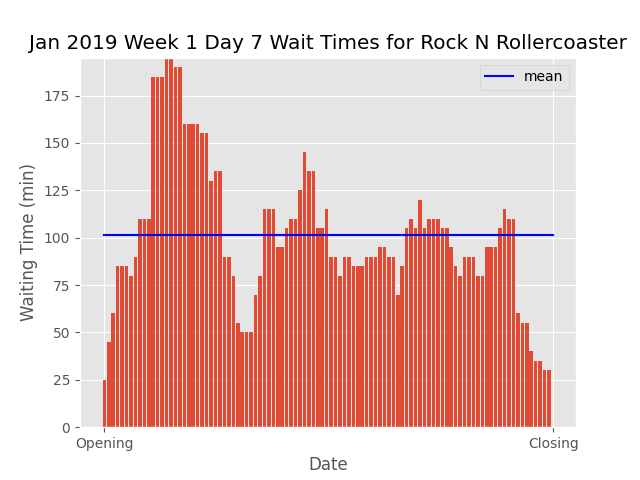 Jan 2019 Week 1 Day 7 Wait Times for Rock N Rollercoaster
mean
175
150
125
100
75
50
25
0
Waiting Time (min)
Opening
Closing
Date